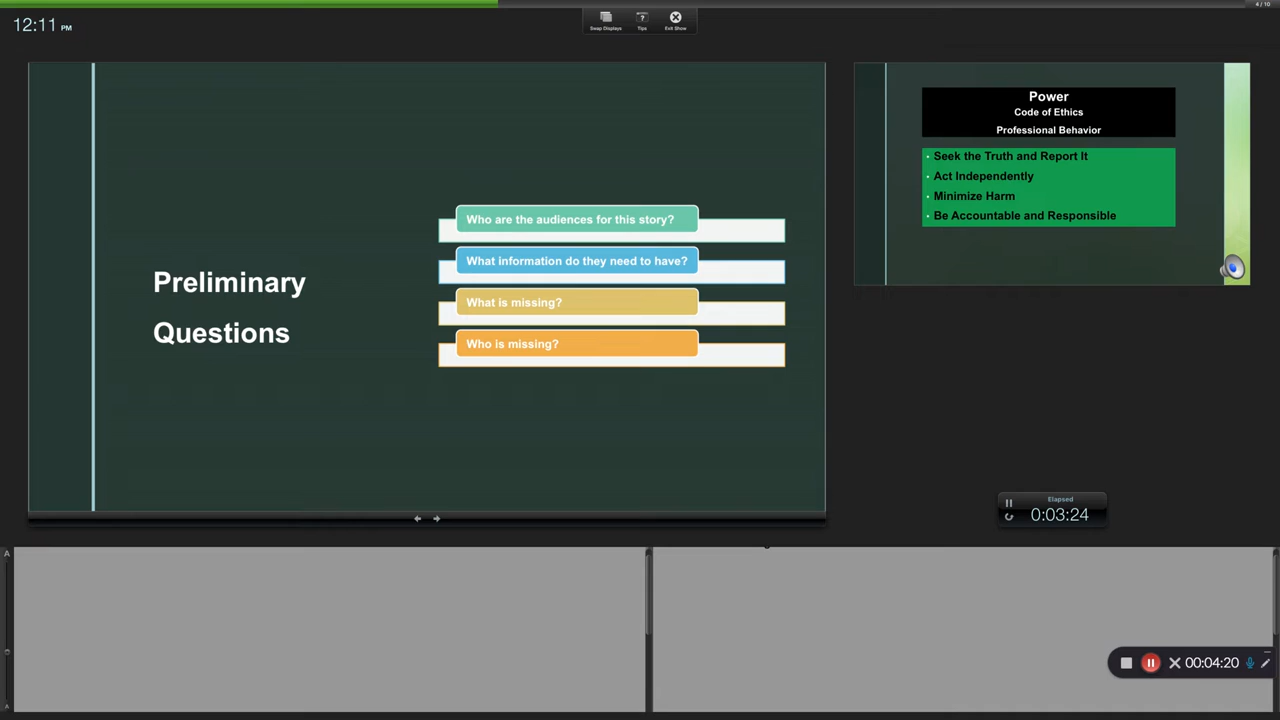 4 / 10
12:11 PM
Swap Displays
Tips
Exit Show
Preliminary
Questions
Who are the audiences for this story?
What information do they need to have?
What is missing?
Who is missing?
Power
Code of Ethics
Professional Behavior
• Seek the Truth and Report It
• Act Independently
• Minimize Harm
• Be Accountable and Responsible
Elapsed
0:03:24
A
A
00:04:20